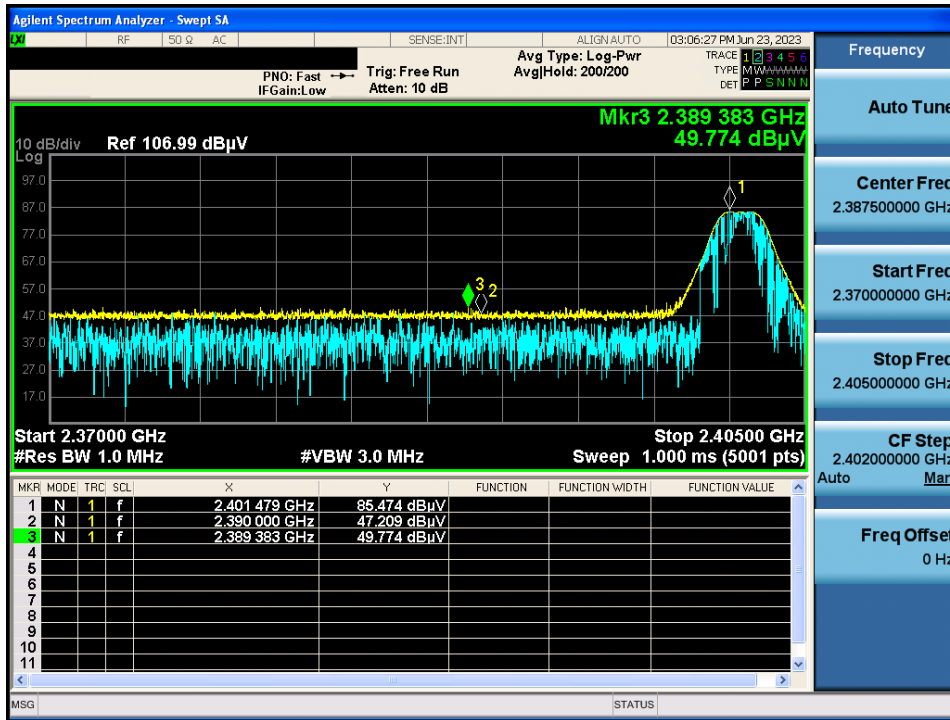 Agilent Spectrum Analyzer - Swept SA
LXI RF 50 Ω AC SENSE:INT ALIGN AUTO 03:06:27 PM Jun 23, 2023
PNO: Fast
IFGain:Low
Trig: Free Run
Atten: 10 dB
Avg Type: Log-Pwr
Avg|Hold: 200/200
TRACE 1 2 3 4 5 6
TYPE M W W W W W
DET P P S N N N
Mkr3 2.389 383 GHz
49.774 dBµV
10 dB/div Ref 106.99 dBµV
Log
97.0
87.0
77.0
67.0
57.0
47.0
37.0
27.0
17.0
1
3 2
Start 2.37000 GHz Stop 2.40500 GHz
#Res BW 1.0 MHz #VBW 3.0 MHz Sweep 1.000 ms (5001 pts)
MKR MODE TRC SCL X Y FUNCTION FUNCTION WIDTH FUNCTION VALUE
1 N 1 f 2.401 479 GHz 85.474 dBµV
2 N 1 f 2.390 000 GHz 47.209 dBµV
3 N 1 f 2.389 383 GHz 49.774 dBµV
4
5
6
7
8
9
10
11
MSG STATUS
Frequency
Auto Tune
Center Freq
2.387500000 GHz
Start Freq
2.370000000 GHz
Stop Freq
2.405000000 GHz
CF Step
2.402000000 GHz
Auto Man
Freq Offset
0 Hz